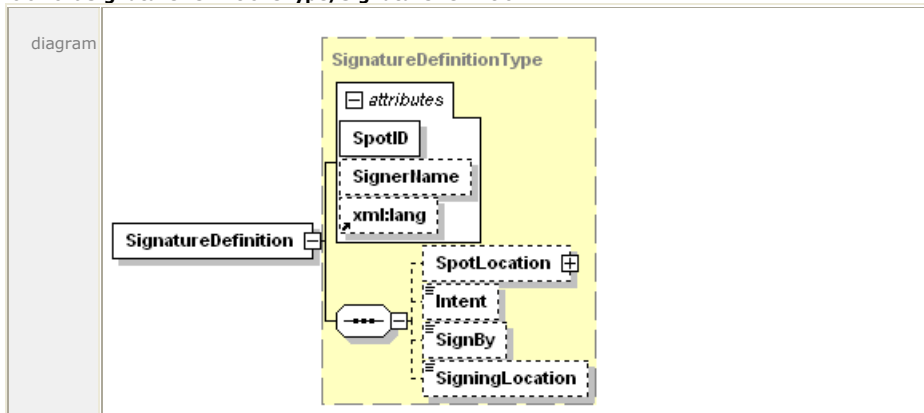 diagram
SignatureDefinitionType
attributes
SpotID
SignerName
xml:lang
SignatureDefinition
SpotLocation
Intent
SignBy
SigningLocation